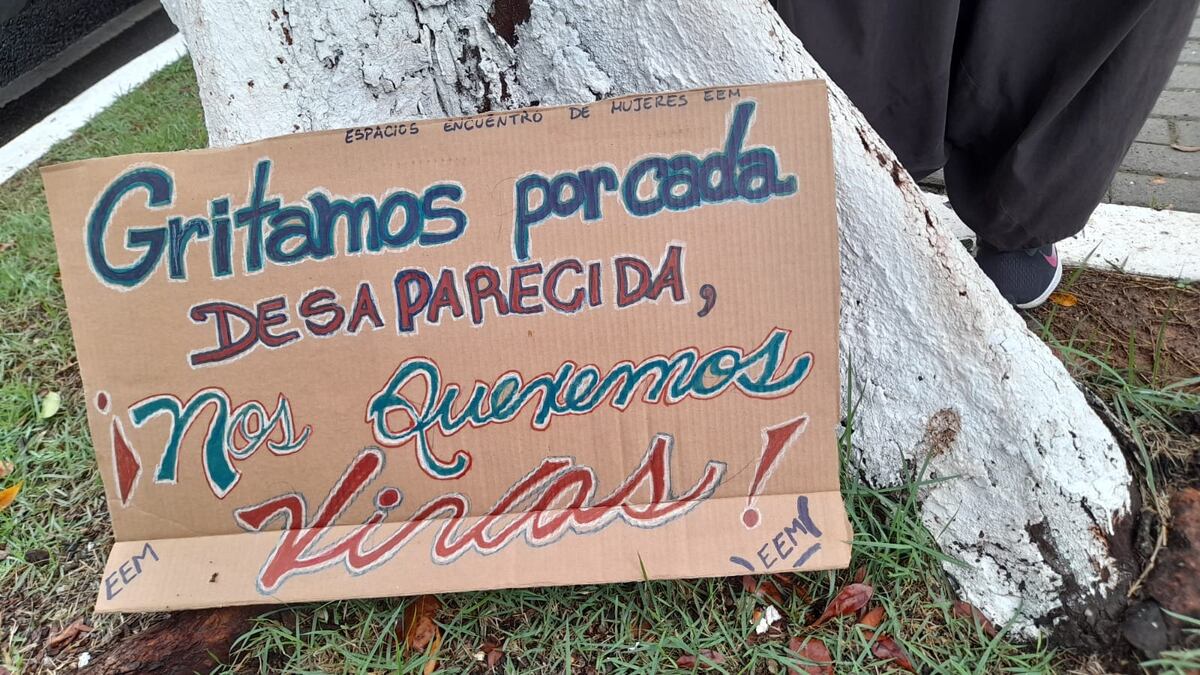 ESPACIOS ENCUENTRO DE MUJERES EEM
Gritamos por cada
DESAPARECIDA,
¡Nos Queremos
Vivas!
EEM
EEM